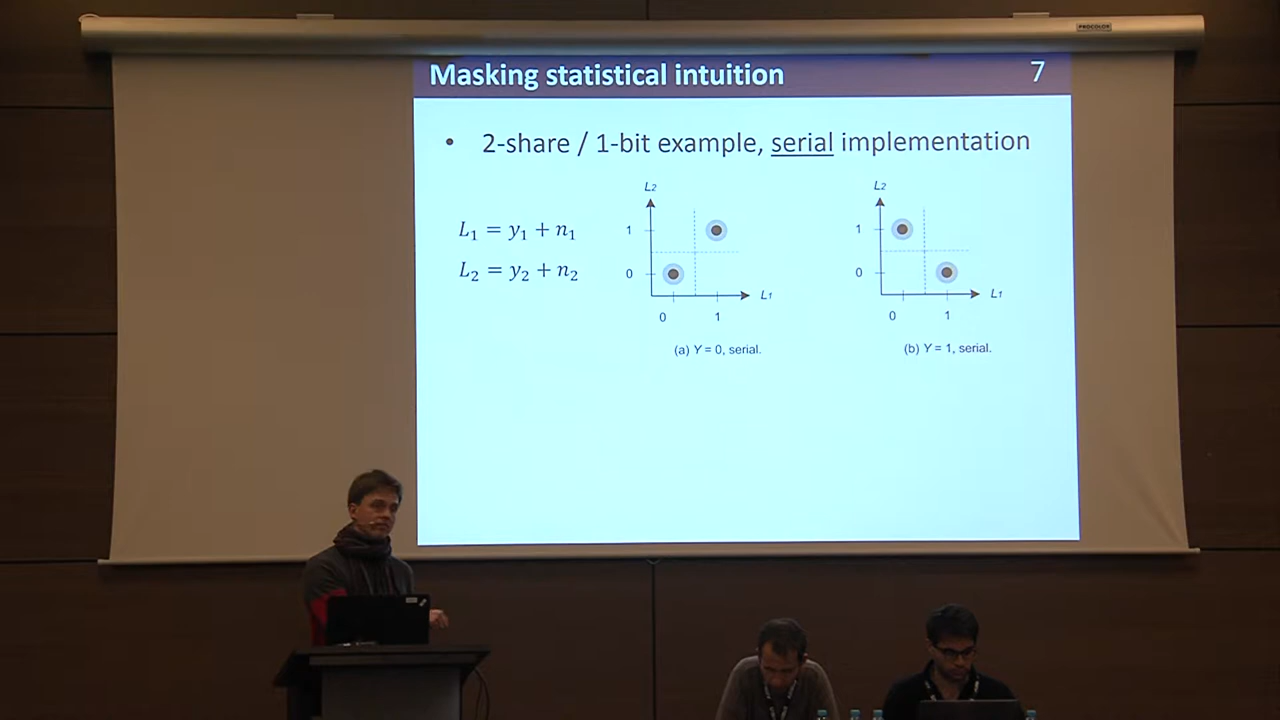 PROCOLOR
Masking statistical intuition 7
• 2-share / 1-bit example, serial implementation
L₁ = y₁ + n₁
L₂ = y₂ + n₂
L₂
1
0
0 1
L₁
(a) Y = 0, serial.
L₂
1
0
0 1
L₁
(b) Y = 1, serial.